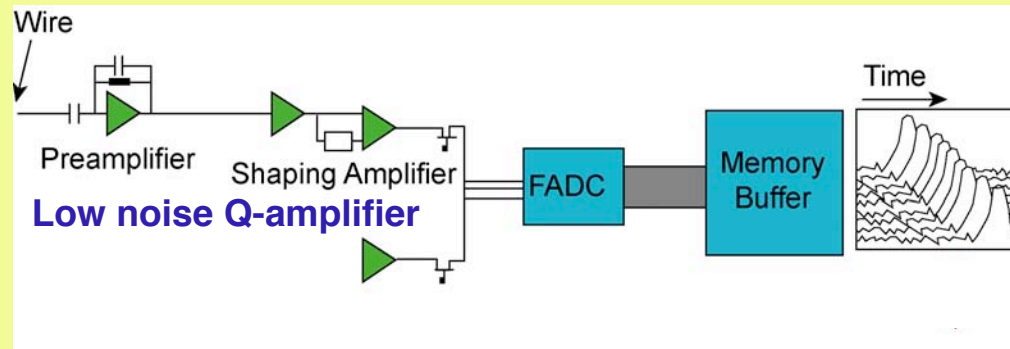 Wire
Time
Preamplifier
Shaping Amplifier
Low noise Q-amplifier
FADC
Memory
Buffer